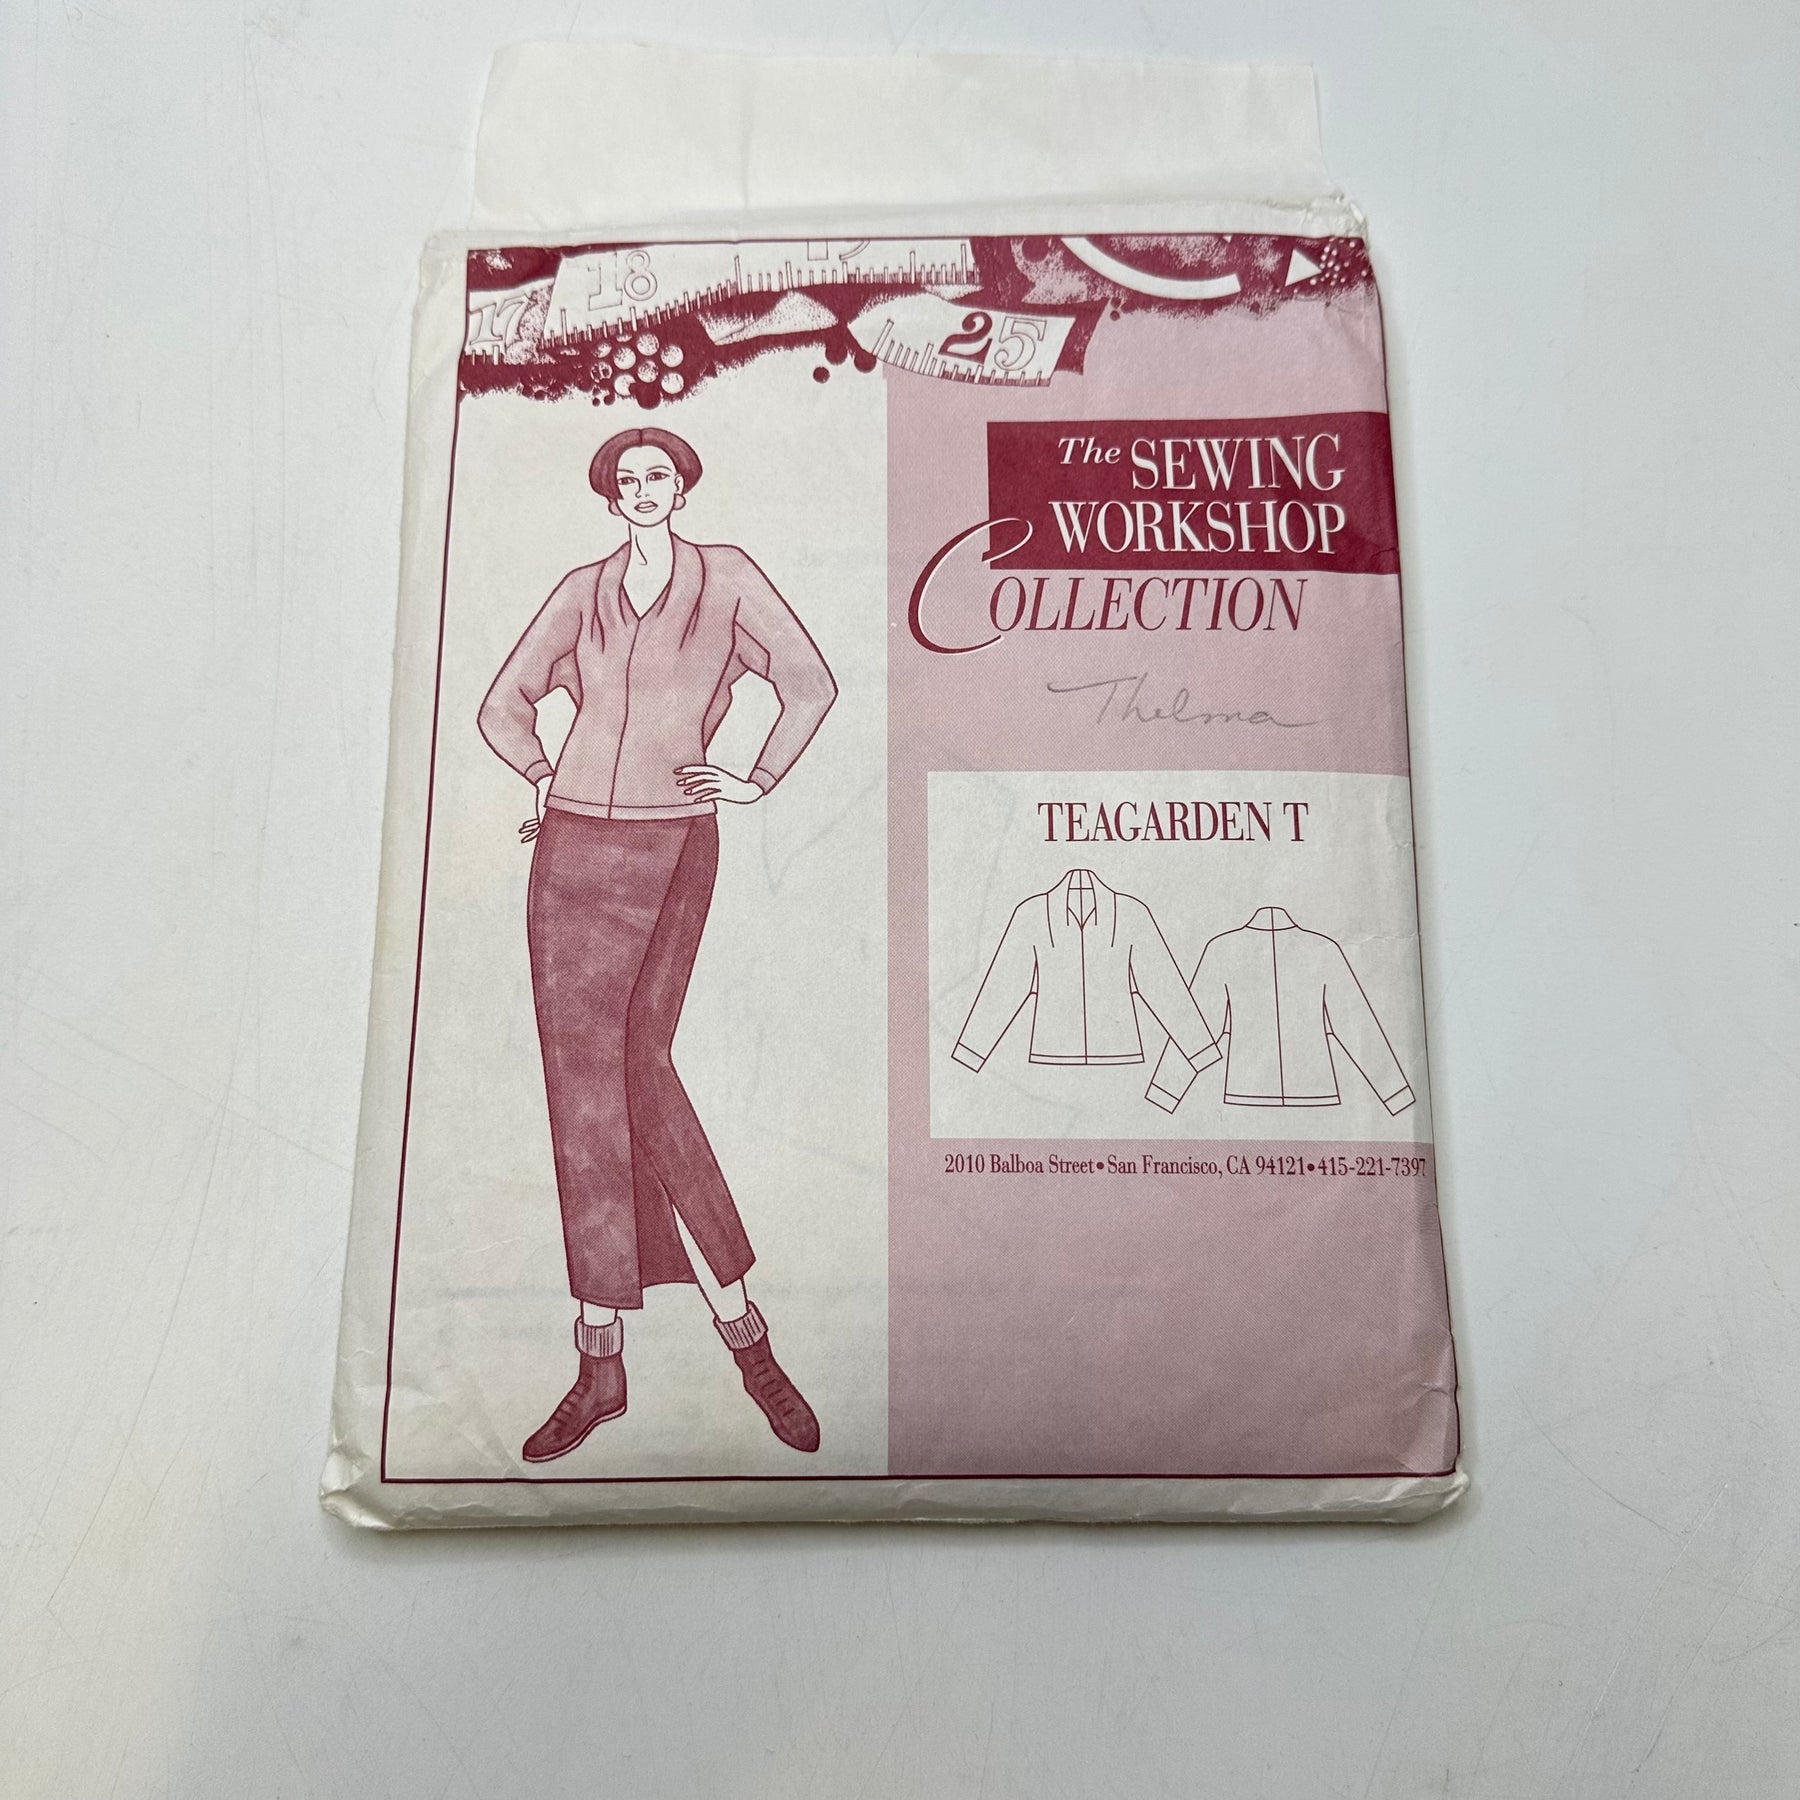 17
18
19
25
The SEWING
WORKSHOP
COLLECTION
Thelma
TEAGARDEN T
2010 Balboa Street•San Francisco, CA 94121•415-221-7397